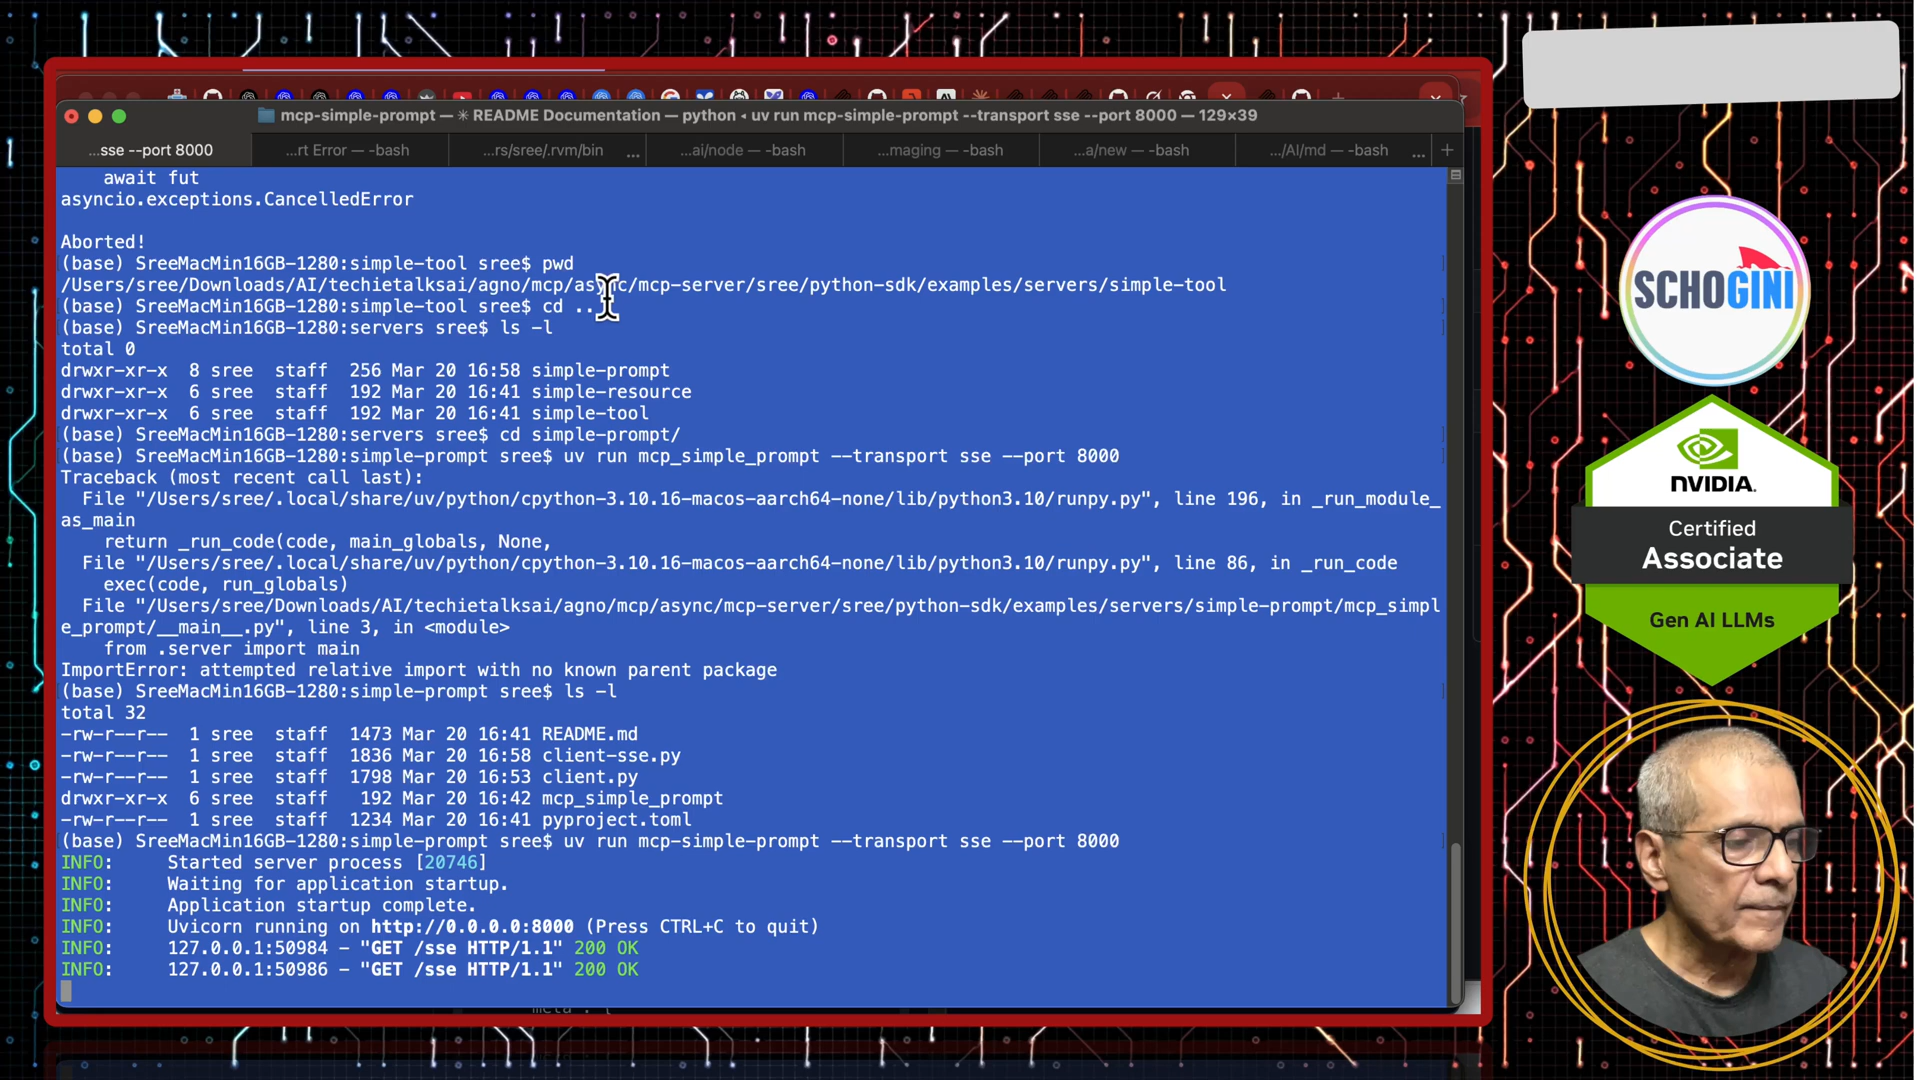 mcp-simple-prompt — ✳ README Documentation — python ◂ uv run mcp-simple-prompt --transport sse --port 8000 — 129×39
...sse --port 8000
...rt Error — -bash
...rs/sree/.rvm/bin ...
...ai/node — -bash
...maging — -bash
...a/new — -bash
.../AI/md — -bash ...
+
await fut
asyncio.exceptions.CancelledError
Aborted!
(base) SreeMacMin16GB-1280:simple-tool sree$ pwd
/Users/sree/Downloads/AI/techietalksai/agno/mcp/async/mcp-server/sree/python-sdk/examples/servers/simple-tool
(base) SreeMacMin16GB-1280:simple-tool sree$ cd ..
(base) SreeMacMin16GB-1280:servers sree$ ls -l
total 0
drwxr-xr-x 8 sree staff 256 Mar 20 16:58 simple-prompt
drwxr-xr-x 6 sree staff 192 Mar 20 16:41 simple-resource
drwxr-xr-x 6 sree staff 192 Mar 20 16:41 simple-tool
(base) SreeMacMin16GB-1280:servers sree$ cd simple-prompt/
(base) SreeMacMin16GB-1280:simple-prompt sree$ uv run mcp_simple_prompt --transport sse --port 8000
Traceback (most recent call last):
File "/Users/sree/.local/share/uv/python/cpython-3.10.16-macos-aarch64-none/lib/python3.10/runpy.py", line 196, in _run_module_
as_main
return _run_code(code, main_globals, None,
File "/Users/sree/.local/share/uv/python/cpython-3.10.16-macos-aarch64-none/lib/python3.10/runpy.py", line 86, in _run_code
exec(code, run_globals)
File "/Users/sree/Downloads/AI/techietalksai/agno/mcp/async/mcp-server/sree/python-sdk/examples/servers/simple-prompt/mcp_simpl
e_prompt/__main__.py", line 3, in <module>
from .server import main
ImportError: attempted relative import with no known parent package
(base) SreeMacMin16GB-1280:simple-prompt sree$ ls -l
total 32
-rw-r--r-- 1 sree staff 1473 Mar 20 16:41 README.md
-rw-r--r-- 1 sree staff 1836 Mar 20 16:58 client-sse.py
-rw-r--r-- 1 sree staff 1798 Mar 20 16:53 client.py
drwxr-xr-x 6 sree staff 192 Mar 20 16:42 mcp_simple_prompt
-rw-r--r-- 1 sree staff 1234 Mar 20 16:41 pyproject.toml
(base) SreeMacMin16GB-1280:simple-prompt sree$ uv run mcp-simple-prompt --transport sse --port 8000
INFO: Started server process [20746]
INFO: Waiting for application startup.
INFO: Application startup complete.
INFO: Uvicorn running on http://0.0.0.0:8000 (Press CTRL+C to quit)
INFO: 127.0.0.1:50984 - "GET /sse HTTP/1.1" 200 OK
INFO: 127.0.0.1:50986 - "GET /sse HTTP/1.1" 200 OK
SCHOGINI
NVIDIA.
Certified
Associate
Gen AI LLMs